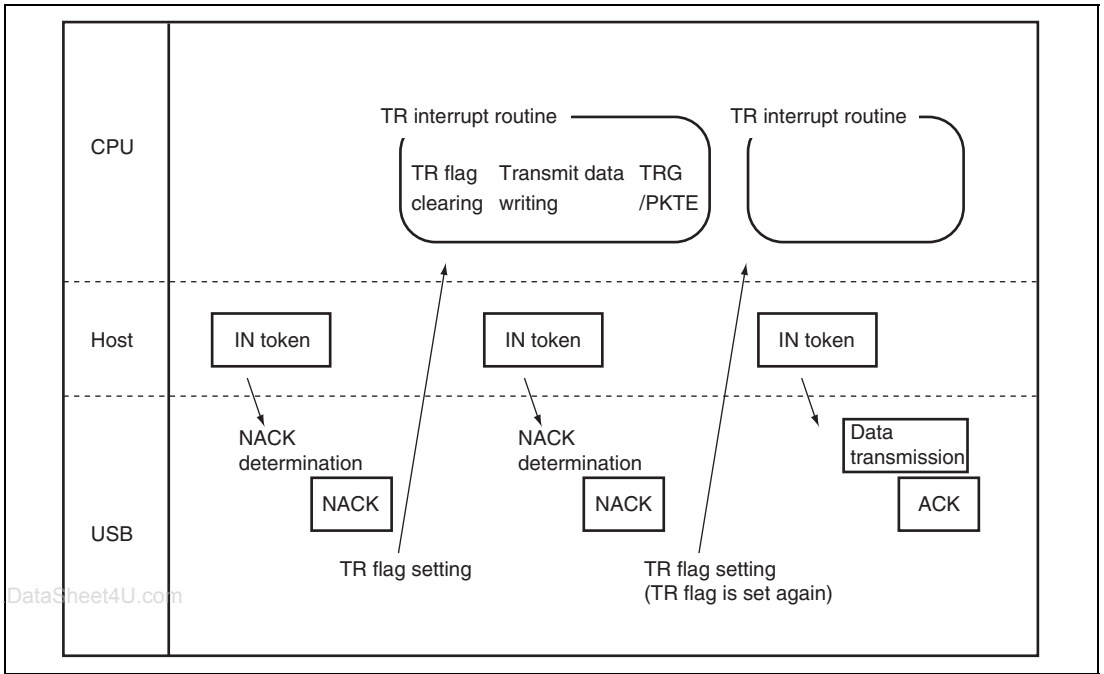 TR interrupt routine
TR interrupt routine
CPU
TR flag
clearing
Transmit data
writing
TRG
/PKTE
Host
IN token
IN token
IN token
NACK
determination
NACK
determination
Data
transmission
NACK
NACK
ACK
USB
TR flag setting
TR flag setting
(TR flag is set again)
DataSheet4U.com